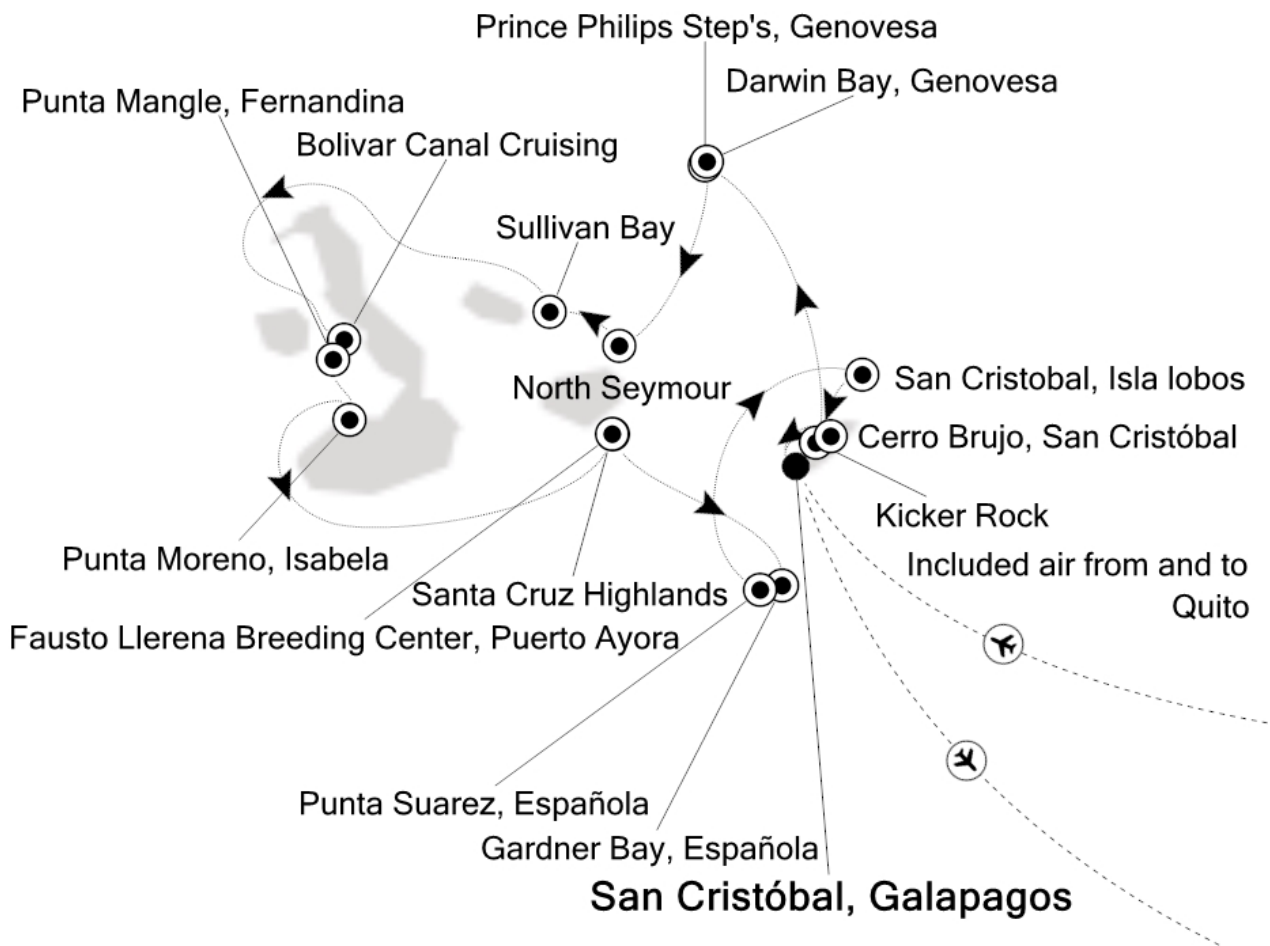 Prince Philips Step's, Genovesa
Darwin Bay, Genovesa
Punta Mangle, Fernandina
Bolivar Canal Cruising
Sullivan Bay
North Seymour
San Cristobal, Isla lobos
Cerro Brujo, San Cristóbal
Kicker Rock
Included air from and to
Quito
Punta Moreno, Isabela
Santa Cruz Highlands
Fausto Llerena Breeding Center, Puerto Ayora
Punta Suarez, Española
Gardner Bay, Española
San Cristóbal, Galapagos